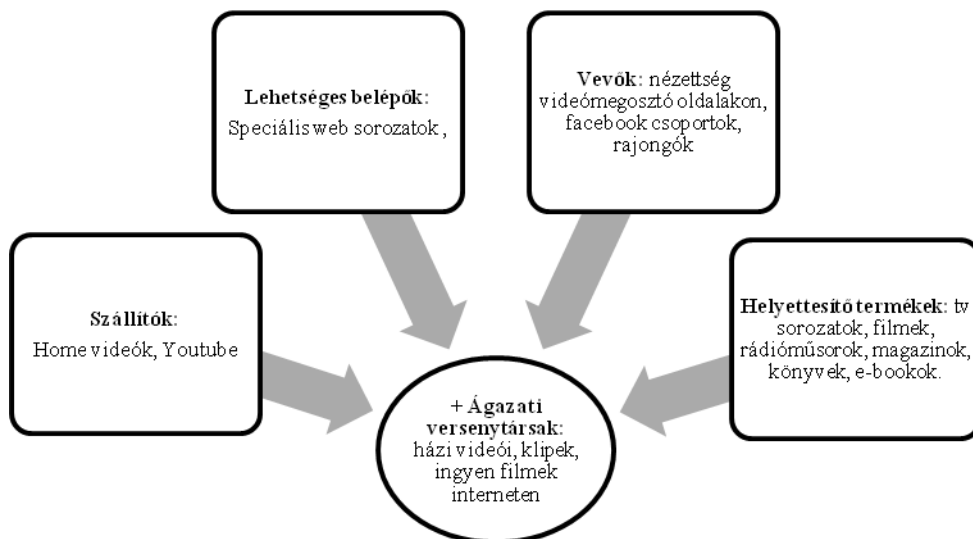 Lehetséges belépők:
Speciális web sorozatok ,
Vevők: nézettség
videómegosztó oldalakon,
facebook csoportok,
rajongók
Szállítók:
Home videók, Youtube
Helyettesítő termékek: tv
sorozatok, filmek,
rádióműsorok, magazinok,
könyvek, e-bookok.
+ Ágazati
versenytársak:
házi videói, klipek,
ingyen filmek
interneten